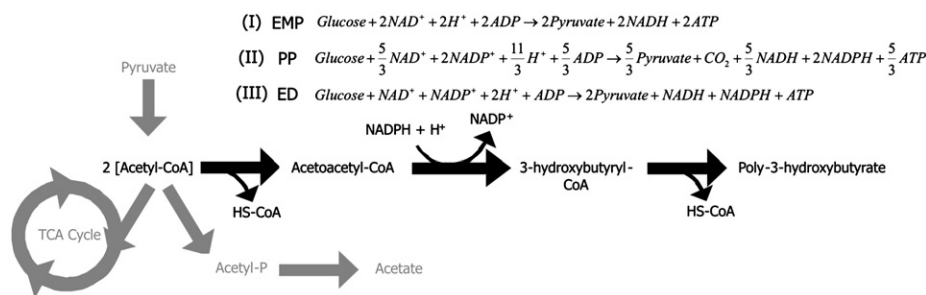 (I) EMP Glucose + 2NAD⁺ + 2H⁺ + 2ADP → 2Pyruvate + 2NADH + 2ATP
(II) PP Glucose + 5/3 NAD⁺ + 2NADP⁺ + 11/3 H⁺ + 5/3 ADP → 5/3 Pyruvate + CO₂ + 5/3 NADH + 2NADPH + 5/3 ATP
Pyruvate
(III) ED Glucose + NAD⁺ + NADP⁺ + 2H⁺ + ADP → 2Pyruvate + NADH + NADPH + ATP
NADPH + H⁺
NADP⁺
2 [Acetyl-CoA]
Acetoacetyl-CoA
3-hydroxybutyryl-
CoA
Poly-3-hydroxybutyrate
HS-CoA
HS-CoA
TCA Cycle
Acetyl-P
Acetate